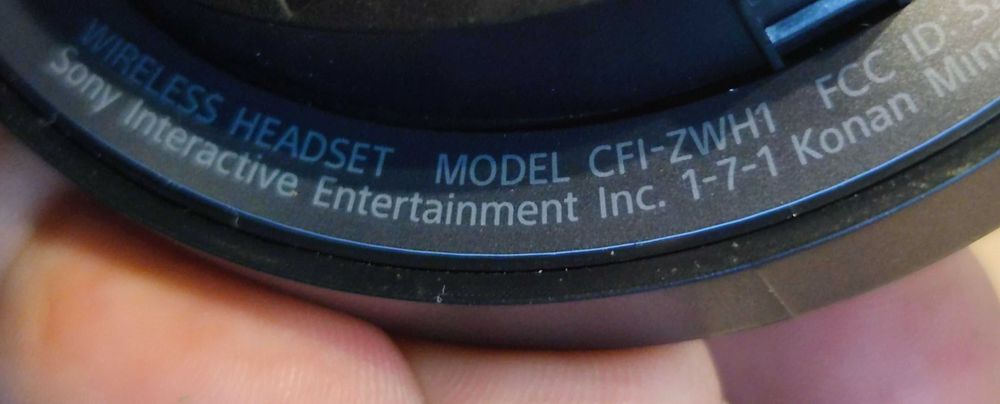 WIRELESS HEADSET MODEL CFI-ZWH1 FCC ID
Sony Interactive Entertainment Inc. 1-7-1 Konan